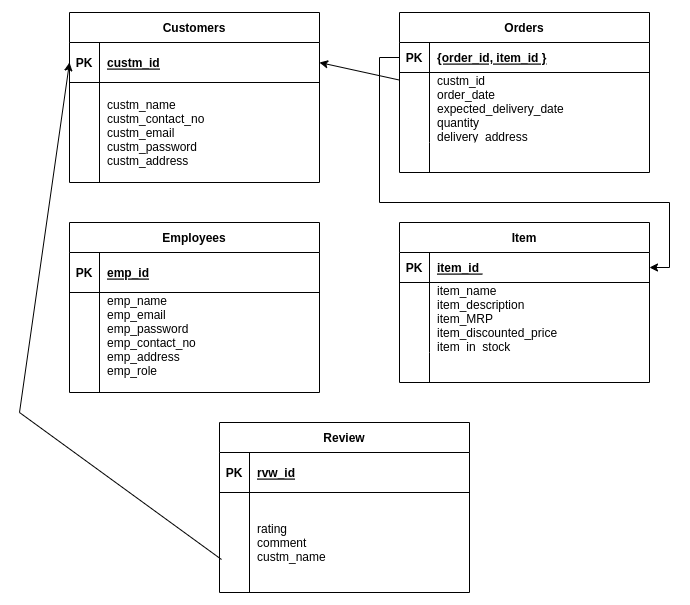 Customers
PK custm_id
custm_name
custm_contact_no
custm_email
custm_password
custm_address
Orders
PK {order_id, item_id }
custm_id
order_date
expected_delivery_date
quantity
delivery_address
Employees
PK emp_id
emp_name
emp_email
emp_password
emp_contact_no
emp_address
emp_role
Item
PK item_id
item_name
item_description
item_MRP
item_discounted_price
item_in_stock
Review
PK rvw_id
rating
comment
custm_name